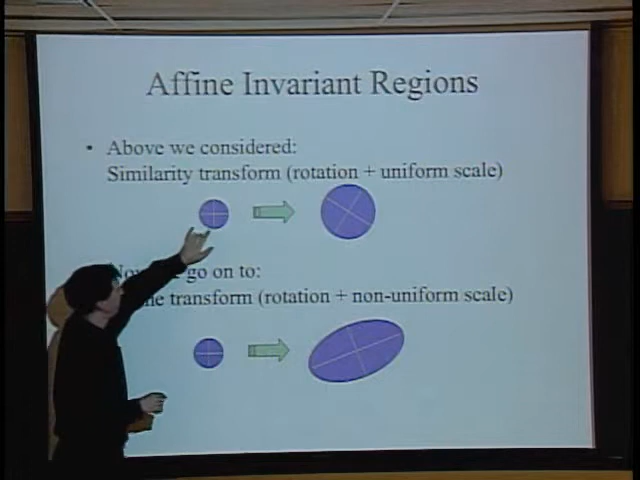 Affine Invariant Regions
• Above we considered:
Similarity transform (rotation + uniform scale)
go on to:
transform (rotation + non-uniform scale)